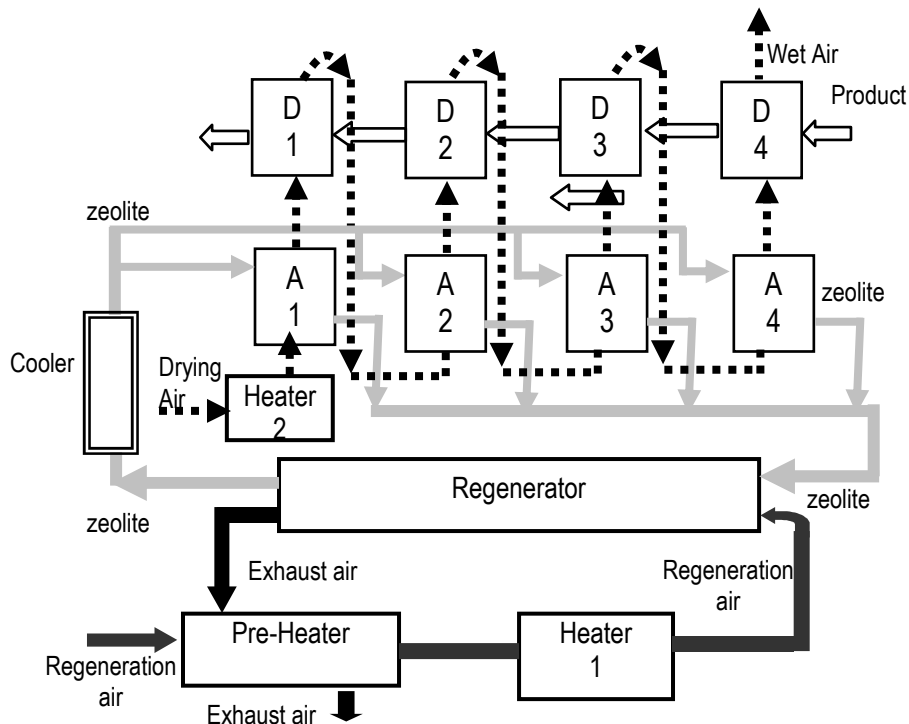 Wet Air
Product
D
1
D
2
D
3
D
4
zeolite
A
1
A
2
A
3
A
4
zeolite
Cooler
Drying
Air
Heater
2
Regenerator
zeolite
zeolite
Exhaust air
Regeneration
air
Pre-Heater
Heater
1
Regeneration
air
Exhaust air